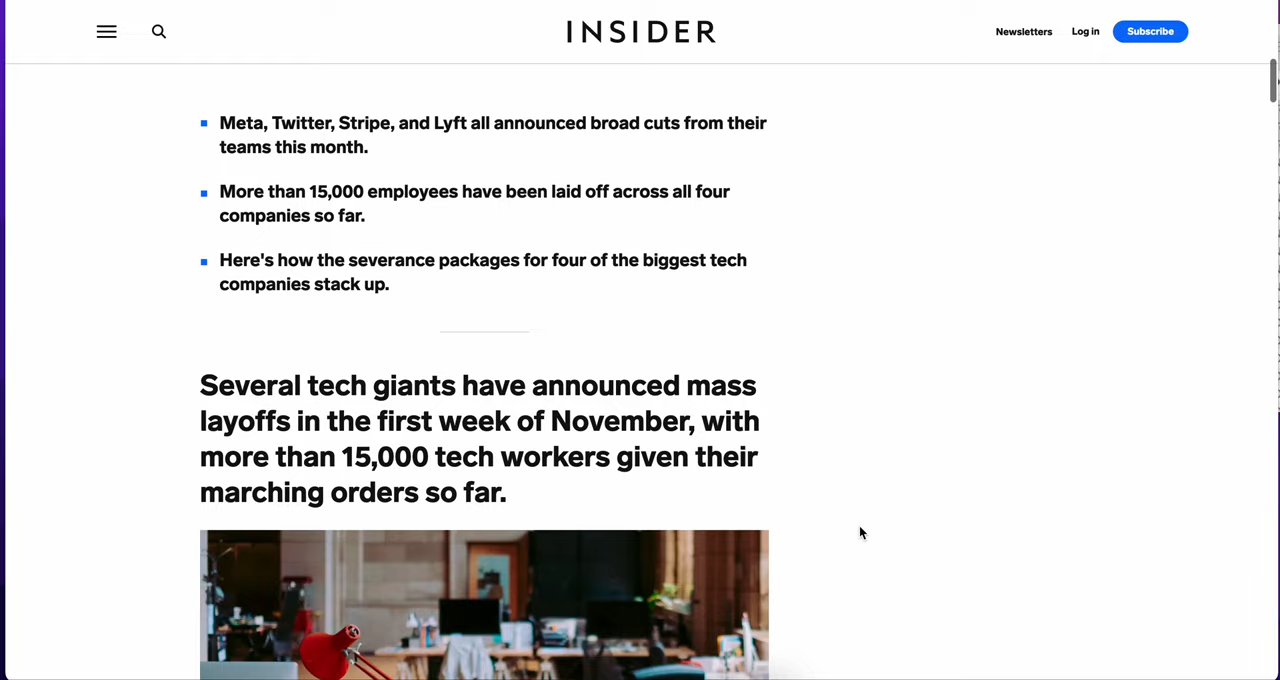 INSIDER
Newsletters
Log in
Subscribe
Meta, Twitter, Stripe, and Lyft all announced broad cuts from their
teams this month.
More than 15,000 employees have been laid off across all four
companies so far.
Here's how the severance packages for four of the biggest tech
companies stack up.
Several tech giants have announced mass
layoffs in the first week of November, with
more than 15,000 tech workers given their
marching orders so far.